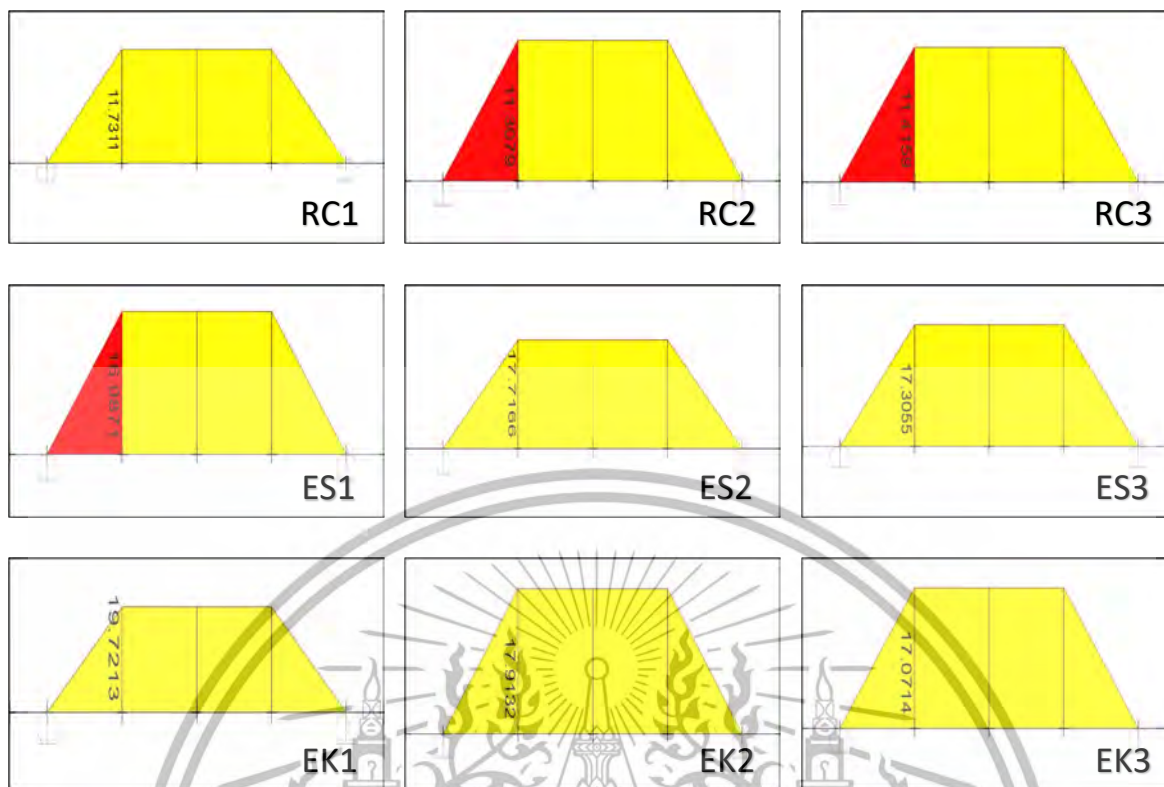 11.7311
RC1
RC2
RC3
ES1
17.7166
ES2
17.3055
ES3
19.7213
EK1
17.9132
EK2
17.0714
EK3